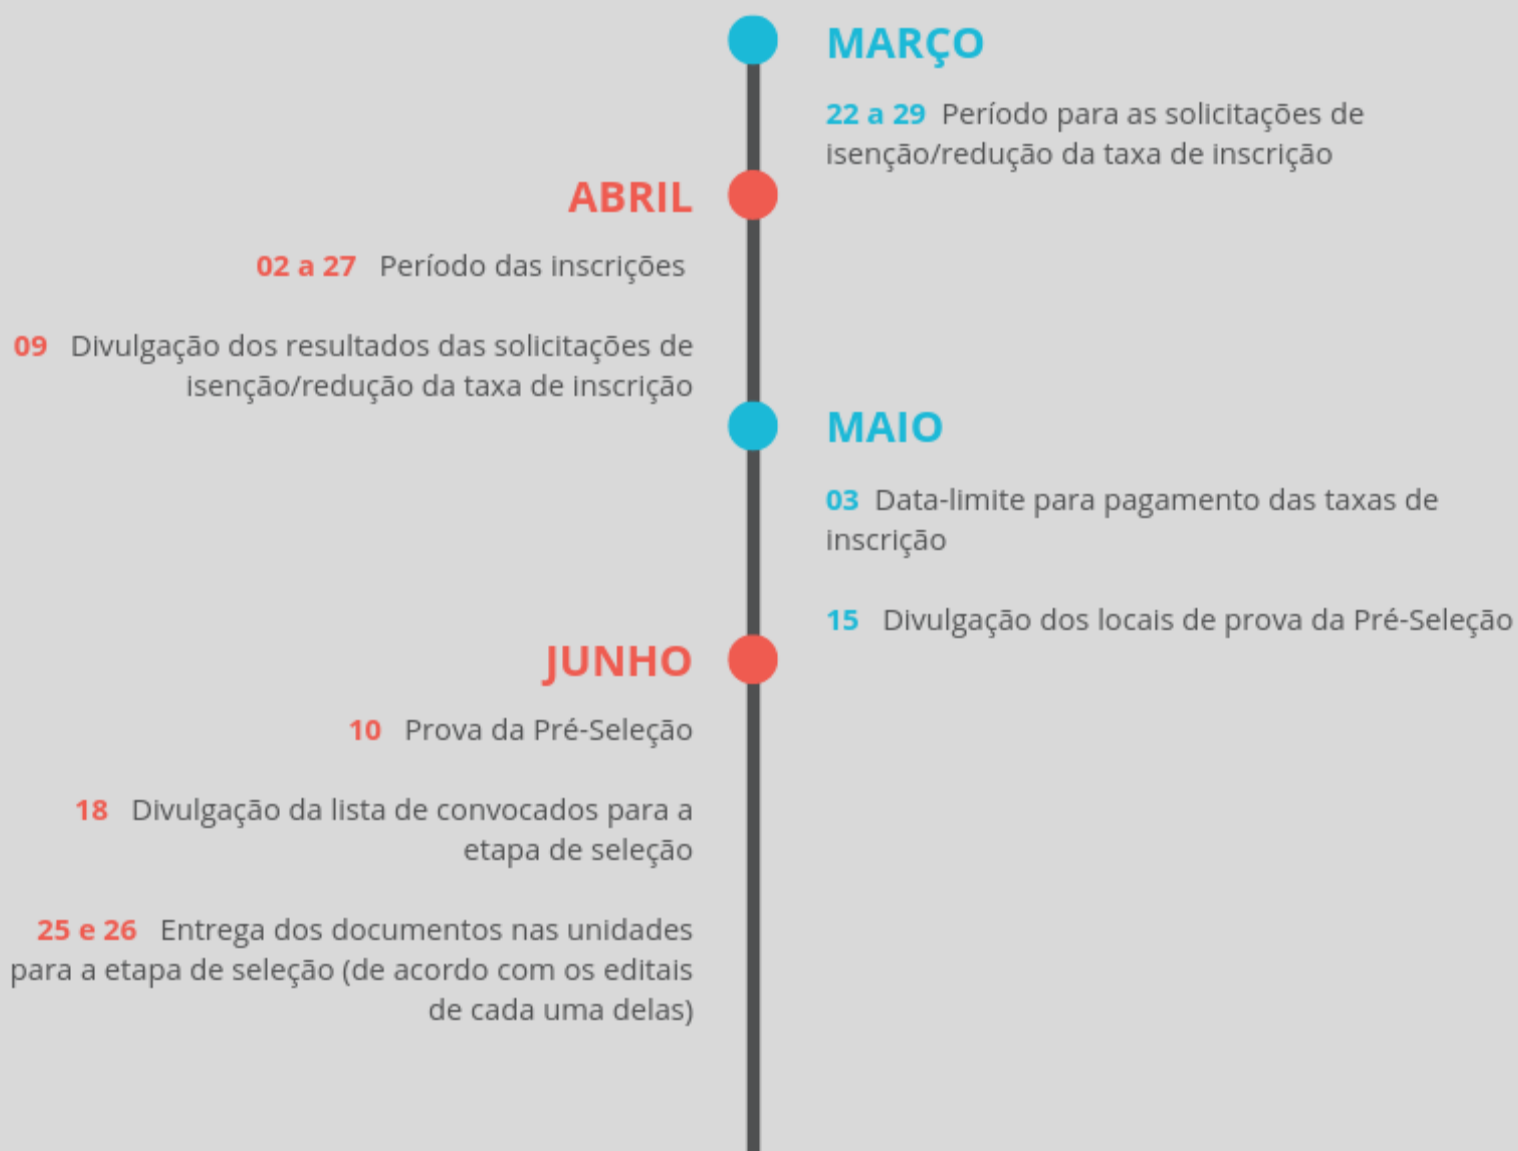 MARÇO
22 a 29 Período para as solicitações de
isenção/redução da taxa de inscrição
ABRIL
02 a 27 Período das inscrições
09 Divulgação dos resultados das solicitações de
isenção/redução da taxa de inscrição
MAIO
03 Data-limite para pagamento das taxas de
inscrição
15 Divulgação dos locais de prova da Pré-Seleção
JUNHO
10 Prova da Pré-Seleção
18 Divulgação da lista de convocados para a
etapa de seleção
25 e 26 Entrega dos documentos nas unidades
para a etapa de seleção (de acordo com os editais
de cada uma delas)